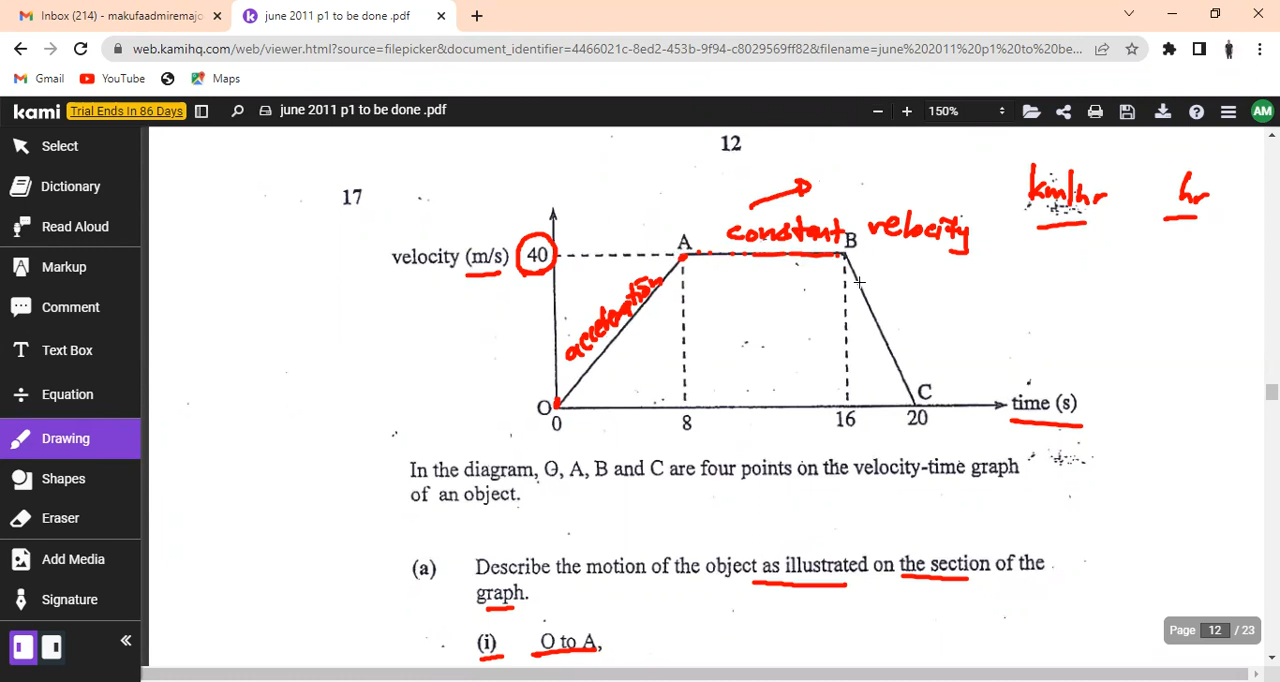 Inbox (214) - makufaadmiremajo
june 2011 p1 to be done .pdf
web.kamihq.com/web/viewer.html?source=filepicker&document_identifier=4466021c-8ed2-453b-9f94-c8029569ff82&filename=june%202011%20p1%20to%20be...
Gmail
YouTube
Maps
kami
Trial Ends In 86 Days
june 2011 p1 to be done .pdf
150%
AM
Select
Dictionary
Read Aloud
Markup
Comment
Text Box
Equation
Drawing
Shapes
Eraser
Add Media
Signature
12
17
km/hr hr
constant velocity
velocity (m/s) 40
A
B
acceleration
O
C
time (s)
0 8 16 20
In the diagram, O, A, B and C are four points on the velocity-time graph
of an object.
(a) Describe the motion of the object as illustrated on the section of the
graph.
(i) O to A,
Page 12 / 23